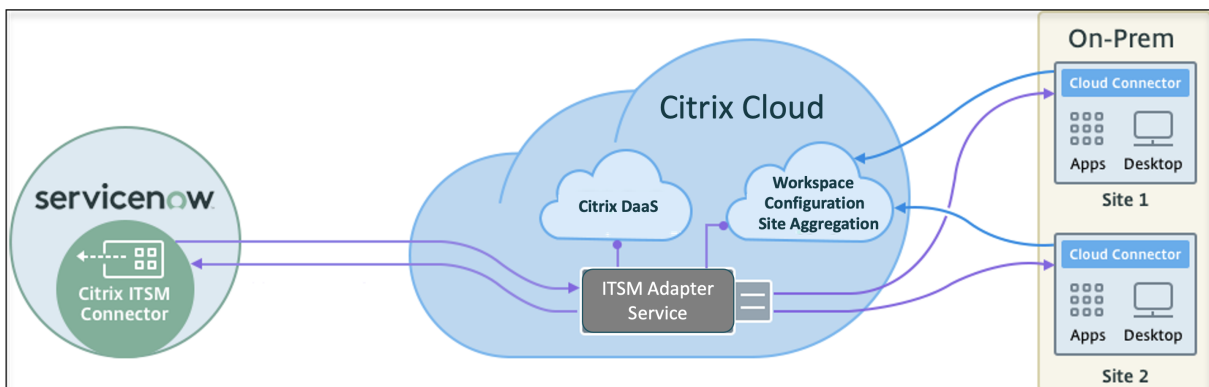 On-Prem
Cloud Connector
Apps Desktop
Site 1
Citrix Cloud
Workspace
Configuration
Site Aggregation
Citrix DaaS
servicenow
Citrix ITSM
Connector
ITSM Adapter
Service
Cloud Connector
Apps Desktop
Site 2